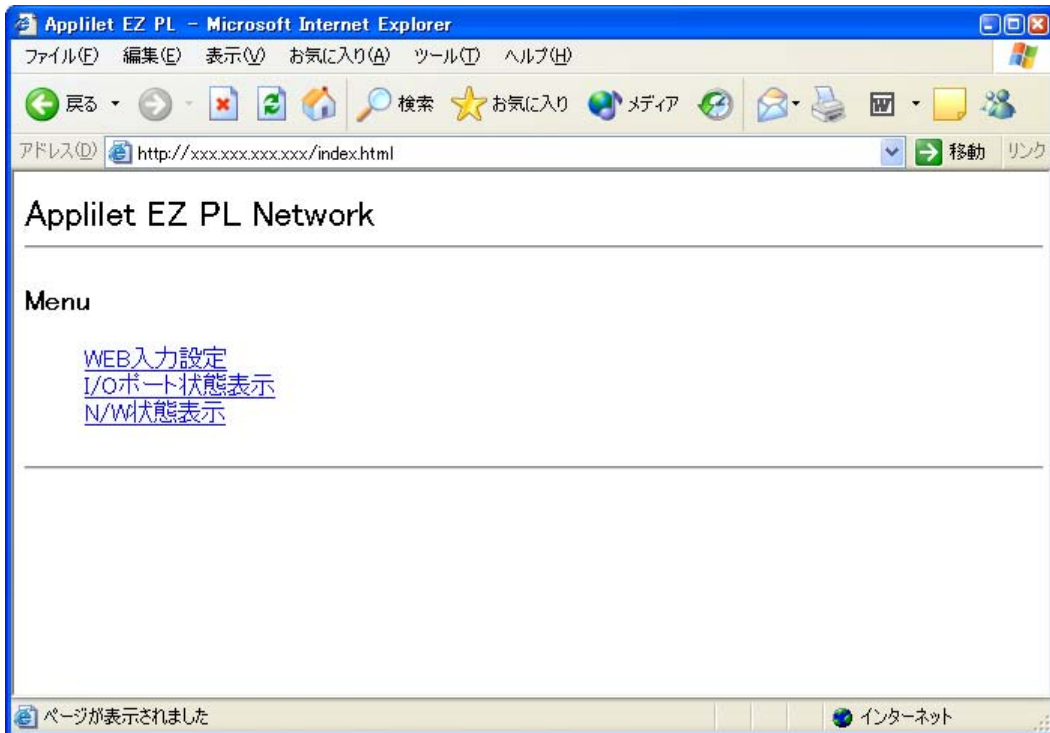 Applilet EZ PL - Microsoft Internet Explorer
ファイル(F) 編集(E) 表示(V) お気に入り(A) ツール(T) ヘルプ(H)
戻る 検索 お気に入り メディア W
アドレス(D) http://xxx.xxx.xxx.xxx/index.html 移動 リンク
Applilet EZ PL Network
Menu
WEB入力設定
I/Oポート状態表示
N/W状態表示
ページが表示されました インターネット